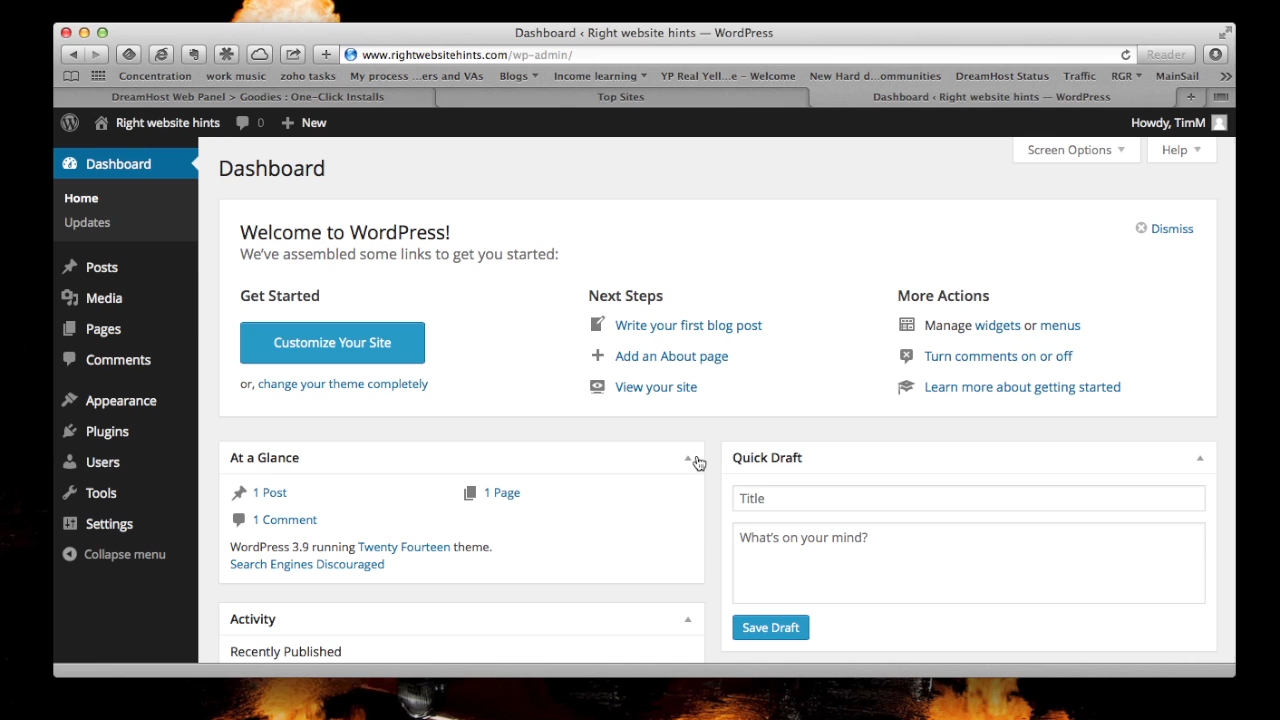 Dashboard ‹ Right website hints — WordPress
www.rightwebsitehints.com/wp-admin/
Reader
Concentration work music zoho tasks My process ...ers and VAs Blogs Income learning YP Real Yell...e – Welcome New Hard d...ommunities DreamHost Status Traffic RGR MainSail
DreamHost Web Panel > Goodies : One-Click Installs
Top Sites
Dashboard ‹ Right website hints — WordPress
Right website hints 0 + New
Howdy, TimM
Dashboard
Home
Updates
Posts
Media
Pages
Comments
Appearance
Plugins
Users
Tools
Settings
Collapse menu
Screen Options
Help
Dashboard
Welcome to WordPress!
We've assembled some links to get you started:
Dismiss
Get Started
Customize Your Site
or, change your theme completely
Next Steps
Write your first blog post
Add an About page
View your site
More Actions
Manage widgets or menus
Turn comments on or off
Learn more about getting started
At a Glance
1 Post
1 Page
1 Comment
WordPress 3.9 running Twenty Fourteen theme.
Search Engines Discouraged
Activity
Recently Published
Quick Draft
Title
What's on your mind?
Save Draft